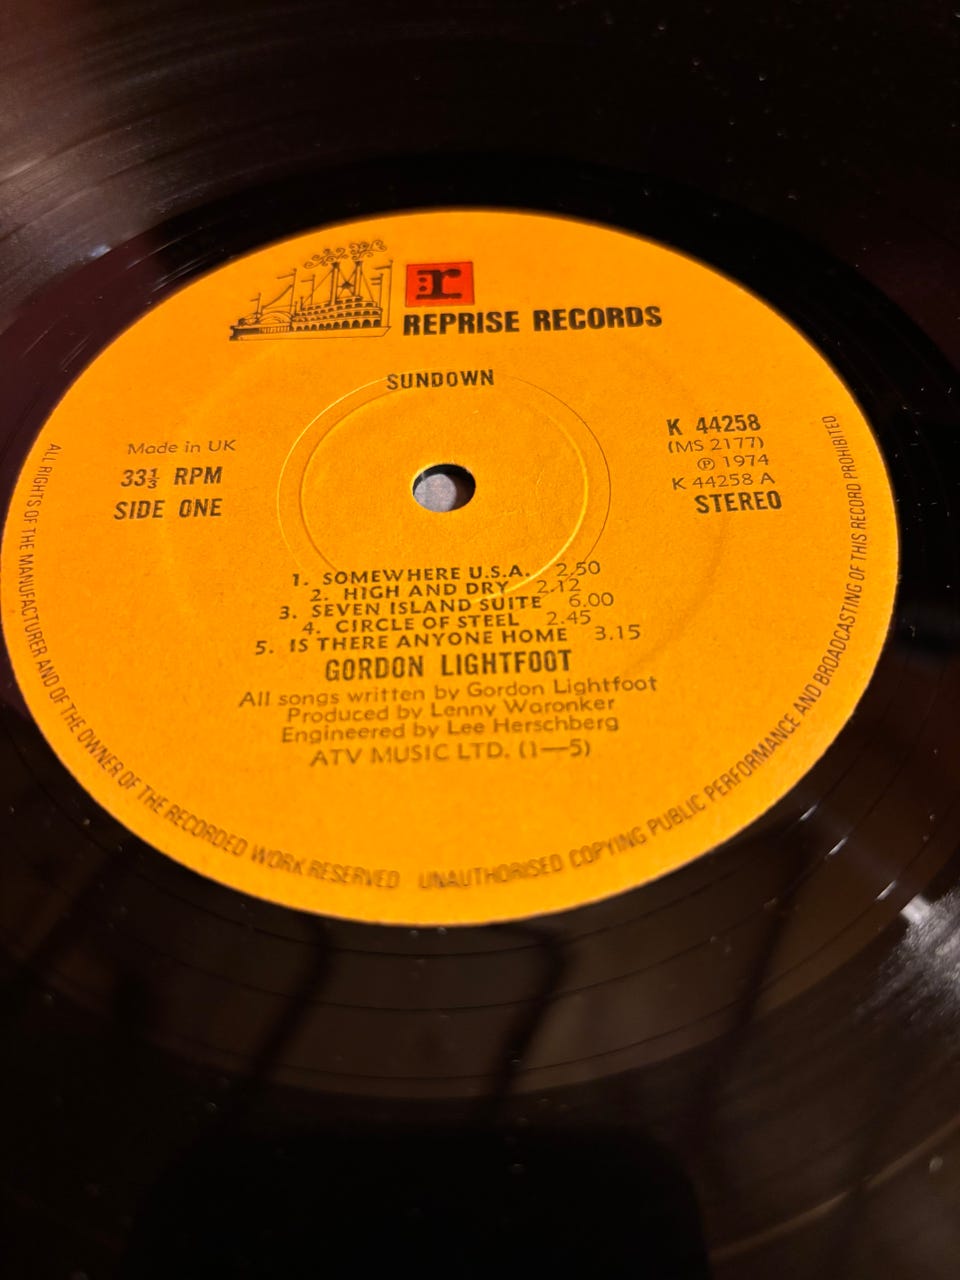 r
REPRISE RECORDS
SUNDOWN
Made in UK
33⅓ RPM
SIDE ONE
K 44258
(MS 2177)
℗ 1974
K 44258 A
STEREO
1. SOMEWHERE U.S.A. 2.50
2. HIGH AND DRY 2.12
3. SEVEN ISLAND SUITE 6.00
4. CIRCLE OF STEEL 2.45
5. IS THERE ANYONE HOME 3.15
GORDON LIGHTFOOT
All songs written by Gordon Lightfoot
Produced by Lenny Waronker
Engineered by Lee Herschberg
ATV MUSIC LTD. (1—5)
ALL RIGHTS OF THE MANUFACTURER AND OF THE OWNER OF THE RECORDED WORK RESERVED UNAUTHORISED COPYING PUBLIC PERFORMANCE AND BROADCASTING OF THIS RECORD PROHIBITED